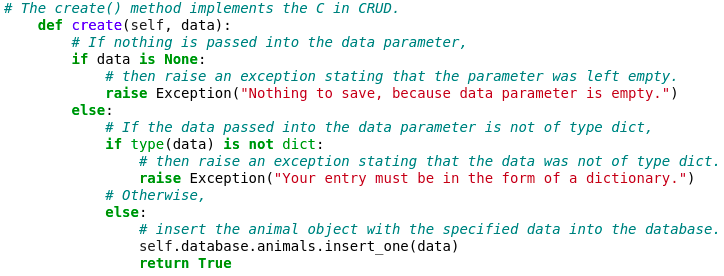 # The create() method implements the C in CRUD.
    def create(self, data):
        # If nothing is passed into the data parameter,
        if data is None:
            # then raise an exception stating that the parameter was left empty.
            raise Exception("Nothing to save, because data parameter is empty.")
        else:
            # If the data passed into the data parameter is not of type dict,
            if type(data) is not dict:
                # then raise an exception stating that the data was not of type dict.
                raise Exception("Your entry must be in the form of a dictionary.")
            # Otherwise,
            else:
                # insert the animal object with the specified data into the database.
                self.database.animals.insert_one(data)
                return True